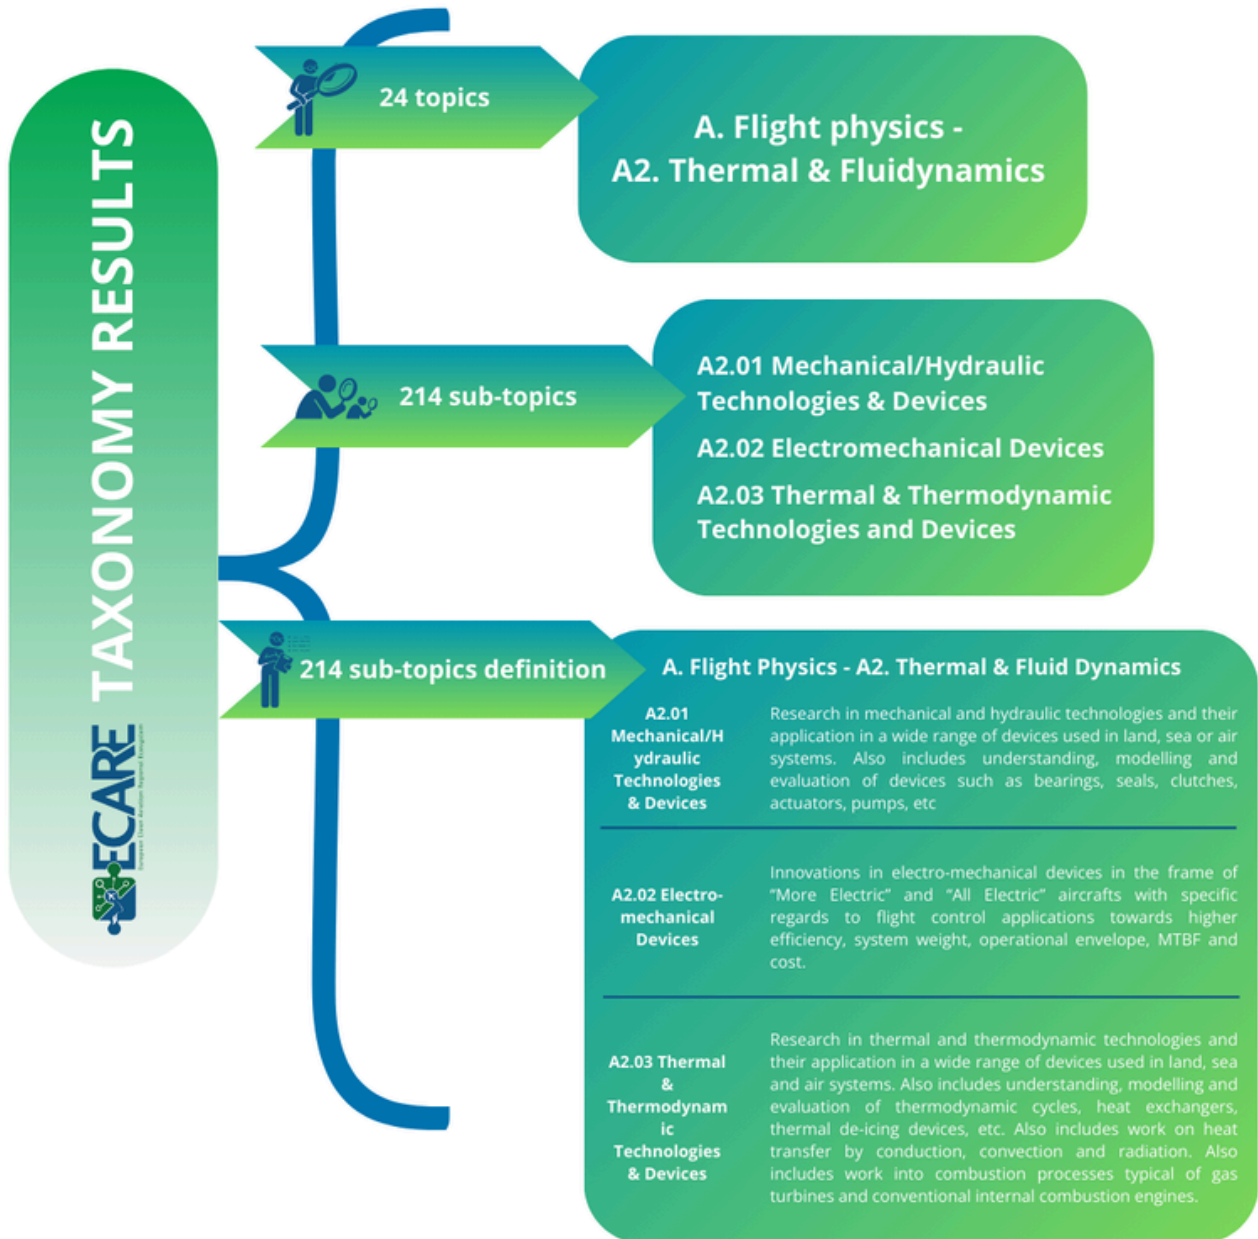 TAXONOMY RESULTS
ECARE
European Clean Aviation Regional Ecosystem
24 topics
A. Flight physics -
A2. Thermal & Fluidynamics
214 sub-topics
A2.01 Mechanical/Hydraulic
Technologies & Devices
A2.02 Electromechanical Devices
A2.03 Thermal & Thermodynamic
Technologies and Devices
214 sub-topics definition
A. Flight Physics - A2. Thermal & Fluid Dynamics
A2.01
Mechanical/H
ydraulic
Technologies
& Devices
Research in mechanical and hydraulic technologies and their
application in a wide range of devices used in land, sea or air
systems. Also includes understanding, modelling and
evaluation of devices such as bearings, seals, clutches,
actuators, pumps, etc
A2.02 Electro-
mechanical
Devices
Innovations in electro-mechanical devices in the frame of
“More Electric” and “All Electric” aircrafts with specific
regards to flight control applications towards higher
efficiency, system weight, operational envelope, MTBF and
cost.
A2.03 Thermal
&
Thermodynam
ic
Technologies
& Devices
Research in thermal and thermodynamic technologies and
their application in a wide range of devices used in land, sea
and air systems. Also includes understanding, modelling and
evaluation of thermodynamic cycles, heat exchangers,
thermal de-icing devices, etc. Also includes work on heat
transfer by conduction, convection and radiation. Also
includes work into combustion processes typical of gas
turbines and conventional internal combustion engines.